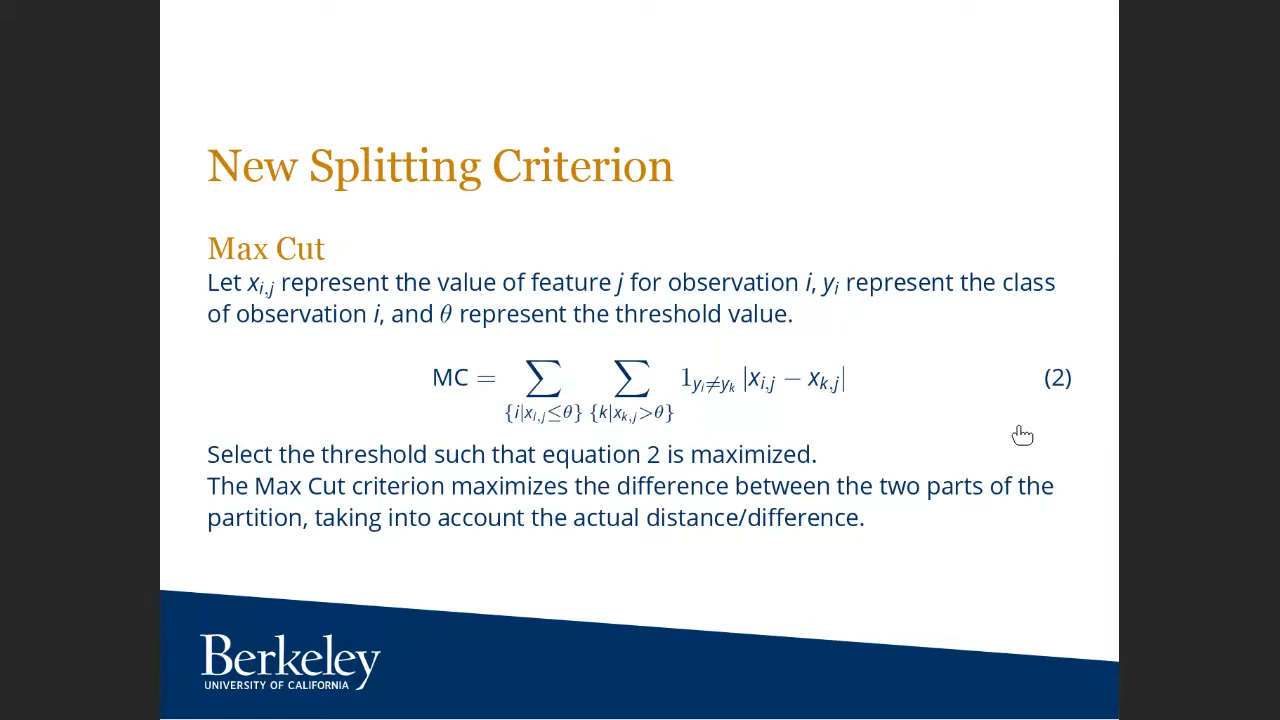 New Splitting Criterion
Max Cut
Let x_{i,j} represent the value of feature j for observation i, y_i represent the class
of observation i, and θ represent the threshold value.
MC = ∑_{{i|x_{i,j}≤θ}} ∑_{{k|x_{k,j}>θ}} 1_{y_i≠y_k} |x_{i,j} − x_{k,j}| (2)
Select the threshold such that equation 2 is maximized.
The Max Cut criterion maximizes the difference between the two parts of the
partition, taking into account the actual distance/difference.
Berkeley
UNIVERSITY OF CALIFORNIA